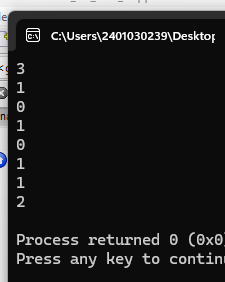 C:\Users\2401030239\Desktop
3
1
0
1
0
1
1
2
Process returned 0 (0x0)
Press any key to continu